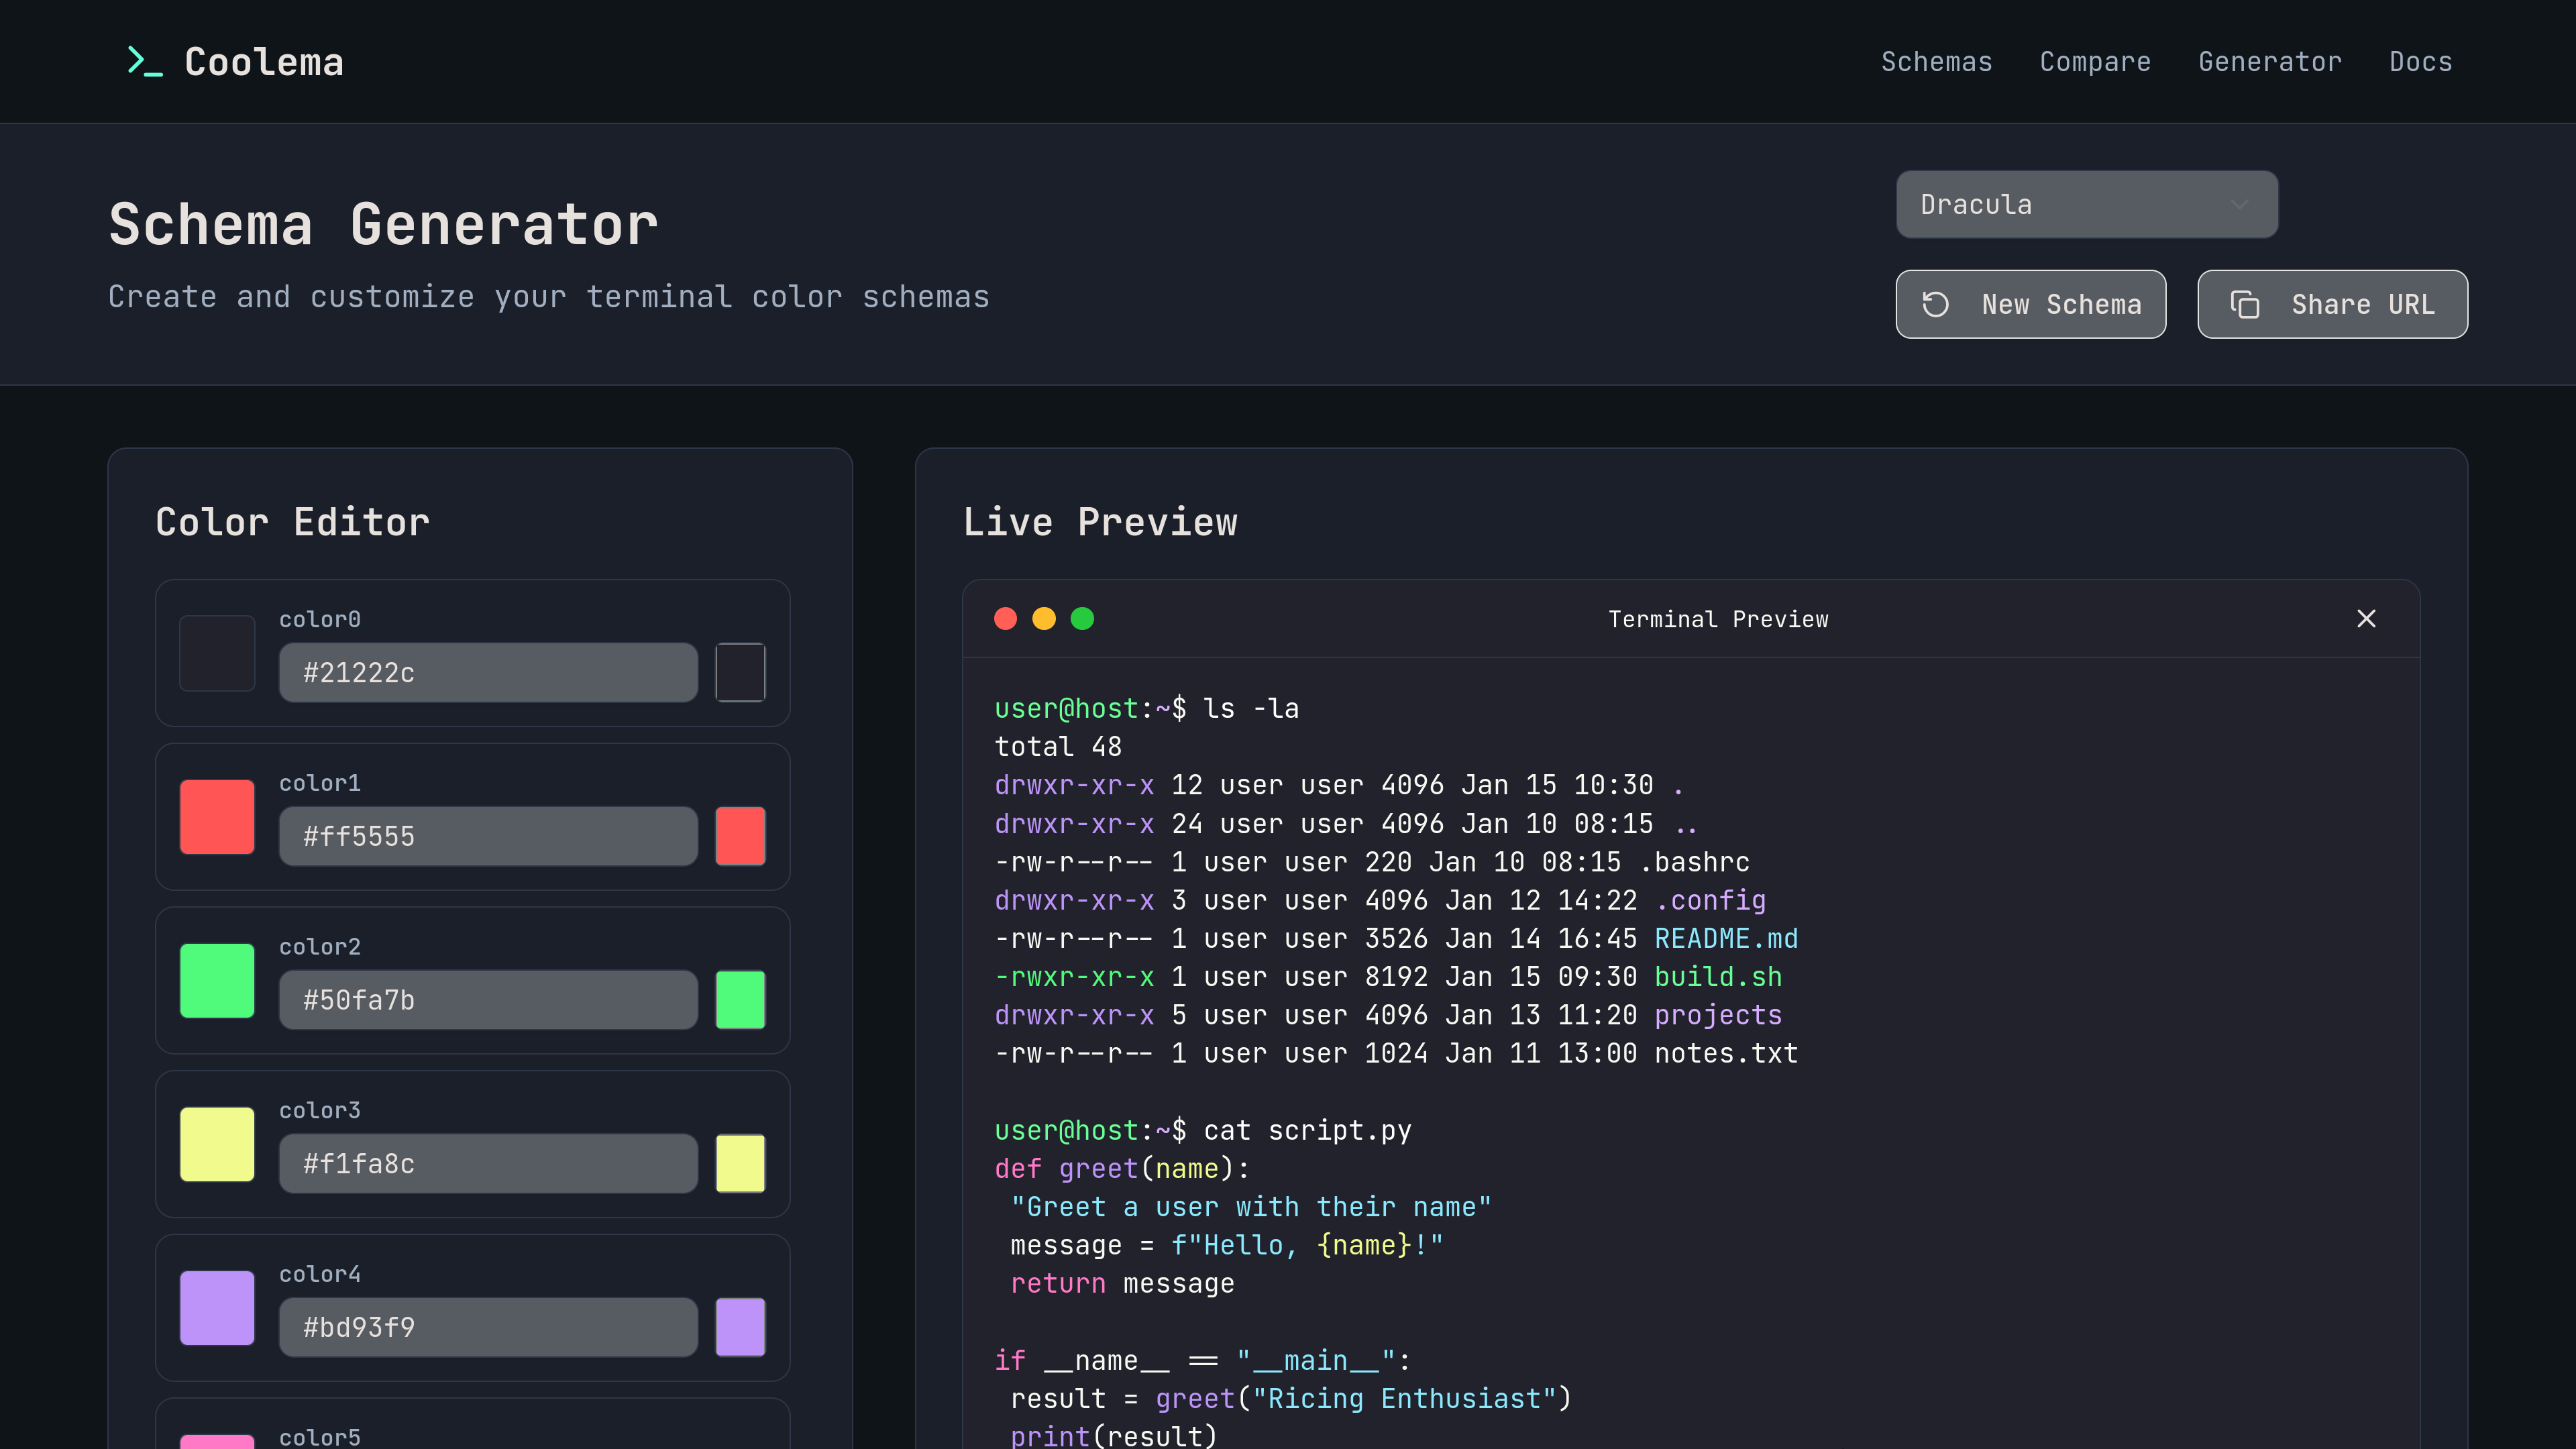 Coolema
Schemas
Compare
Generator
Docs
Schema Generator
Create and customize your terminal color schemas
Dracula
New Schema
Share URL
Color Editor
color0
#21222c
color1
#ff5555
color2
#50fa7b
color3
#f1fa8c
color4
#bd93f9
color5
Live Preview
Terminal Preview
user@host:~$ ls -la
total 48
drwxr-xr-x 12 user user 4096 Jan 15 10:30 .
drwxr-xr-x 24 user user 4096 Jan 10 08:15 ..
-rw-r--r-- 1 user user 220 Jan 10 08:15 .bashrc
drwxr-xr-x 3 user user 4096 Jan 12 14:22 .config
-rw-r--r-- 1 user user 3526 Jan 14 16:45 README.md
-rwxr-xr-x 1 user user 8192 Jan 15 09:30 build.sh
drwxr-xr-x 5 user user 4096 Jan 13 11:20 projects
-rw-r--r-- 1 user user 1024 Jan 11 13:00 notes.txt
user@host:~$ cat script.py
def greet(name):
 "Greet a user with their name"
 message = f"Hello, {name}!"
 return message
if __name__ == "__main__":
 result = greet("Ricing Enthusiast")
 print(result)